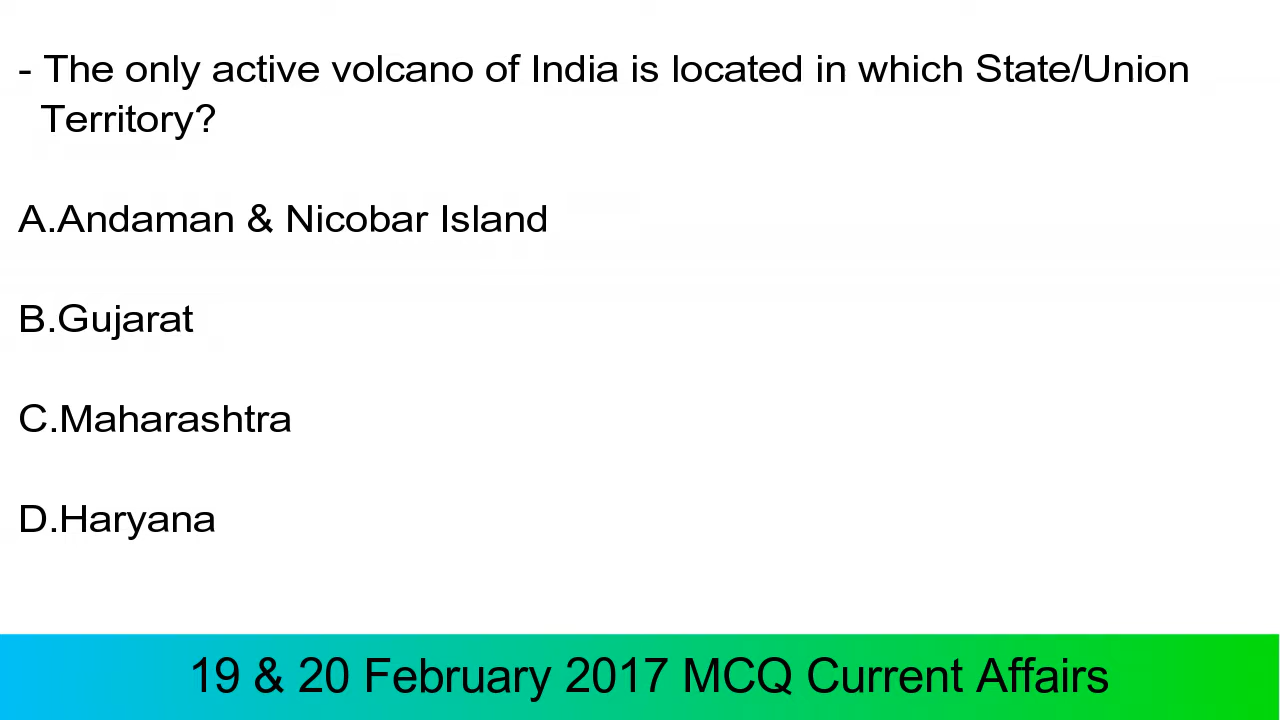 - The only active volcano of India is located in which State/Union
Territory?
A.Andaman & Nicobar Island
B.Gujarat
C.Maharashtra
D.Haryana
19 & 20 February 2017 MCQ Current Affairs